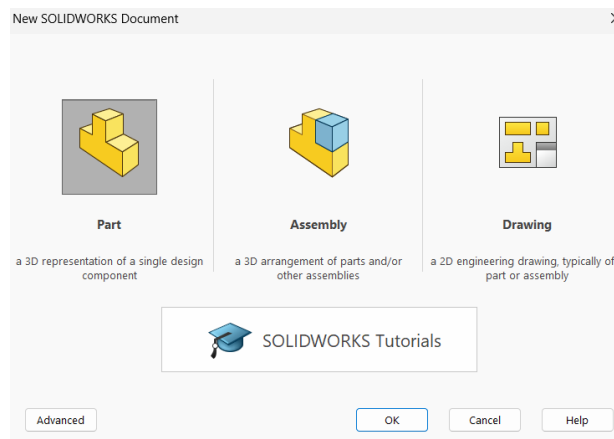 New SOLIDWORKS Document
Part
a 3D representation of a single design
component
Assembly
a 3D arrangement of parts and/or
other assemblies
Drawing
a 2D engineering drawing, typically of
part or assembly
SOLIDWORKS Tutorials
Advanced
OK
Cancel
Help